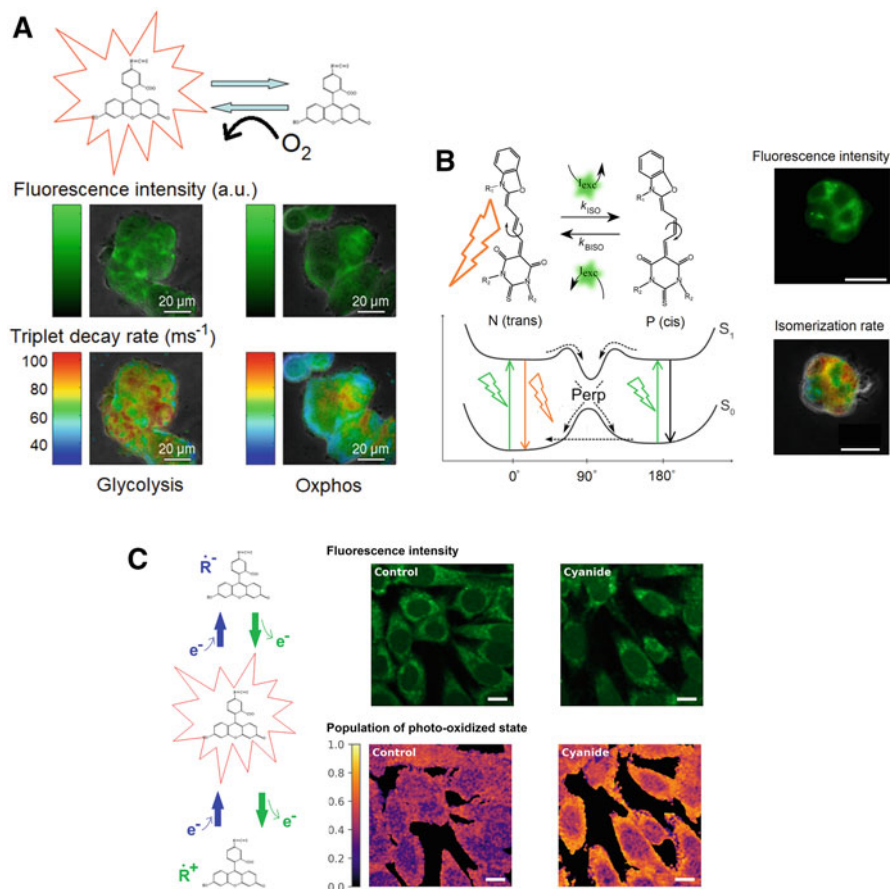 A
O₂
Fluorescence intensity (a.u.)
20 µm
20 µm
Triplet decay rate (ms⁻¹)
100
80
60
40
20 µm
20 µm
Glycolysis
Oxphos
B
Iexc
kISO
kBISO
Iexc
N (trans)
P (cis)
S₁
Perp
S₀
0°
90°
180°
Fluorescence intensity
Isomerization rate
C
Ṙ⁻
e⁻
e⁻
e⁻
e⁻
Ṙ⁺
Fluorescence intensity
Control
Cyanide
Population of photo-oxidized state
1.0
0.8
0.6
0.4
0.2
0.0
Control
Cyanide